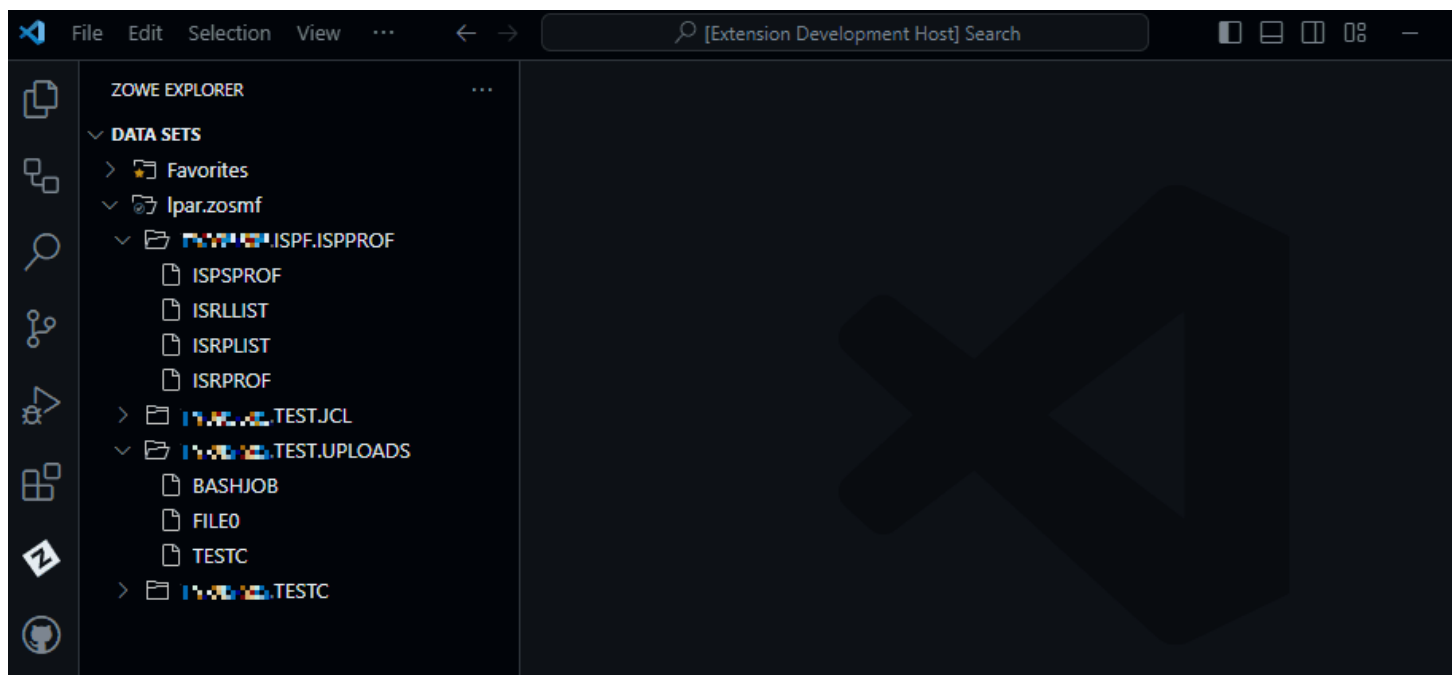 File Edit Selection View ··· [Extension Development Host] Search
ZOWE EXPLORER ···
DATA SETS
Favorites
lpar.zosmf
.ISPF.ISPPROF
ISPSPROF
ISRLLIST
ISRPLIST
ISRPROF
.TEST.JCL
.TEST.UPLOADS
BASHJOB
FILE0
TESTC
.TESTC